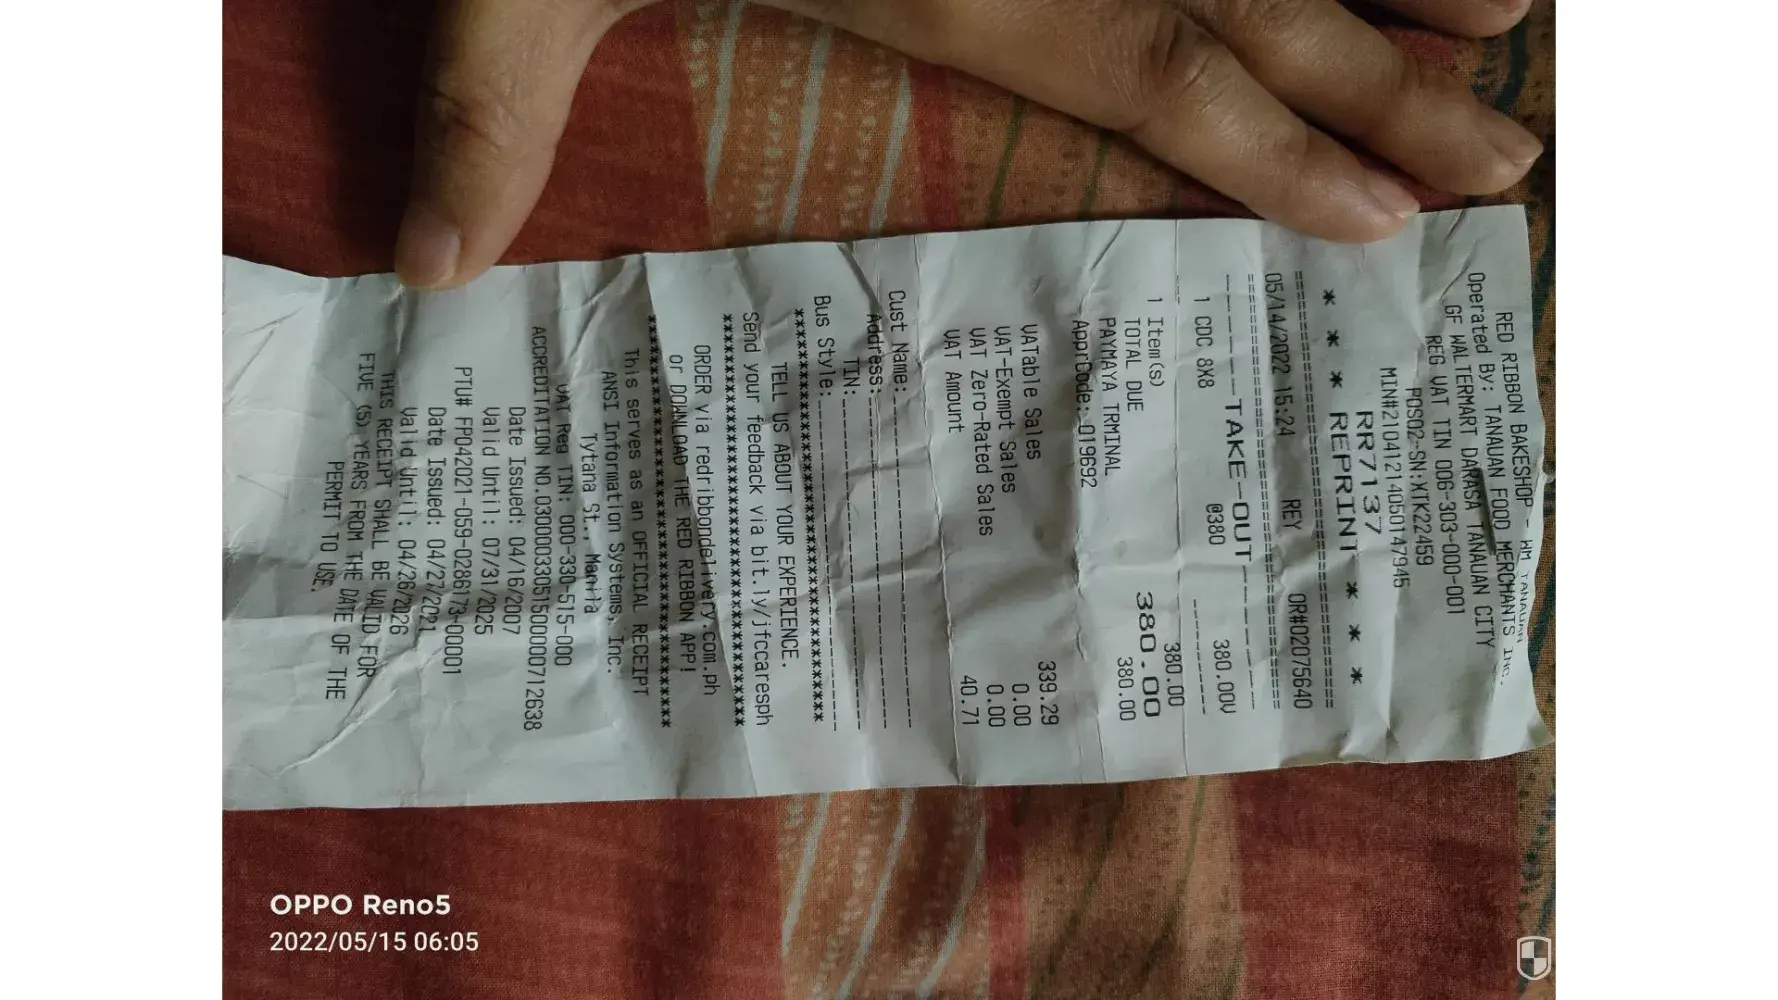 RED RIBBON BAKESHOP - WM TANAUAN
Operated By: TANAUAN FOOD MERCHANTS INC.
GF WALTERMART DARASA TANAUAN CITY
REG VAT TIN 006-303-000-001
POS02-SN:XTK22459
MIN#21041214050147945
RR7137
* * * REPRINT * * *
========================================
05/14/2022 15:24 REY OR#02075640
========================================
-----TAKE-OUT-----
1 CDC 8X8 @380 380.00V
----------
1 Item(s) 380.00
TOTAL DUE 380.00
PAYMAYA TRMINAL 380.00
ApprCode:019692
VATable Sales 339.29
VAT-Exempt Sales 0.00
VAT Zero-Rated Sales 0.00
VAT Amount 40.71
Cust Name:______________________________
Address:______________________________
TIN:______________________________
Bus Style:______________________________
****************************************
TELL US ABOUT YOUR EXPERIENCE.
Send your feedback via bit.ly/jfccaresph
****************************************
ORDER via redribbondelivery.com.ph
or DOWNLOAD THE RED RIBBON APP!
****************************************
This serves as an OFFICIAL RECEIPT
ANSI Information Systems, Inc.
Tytana St., Manila
VAT Reg TIN: 000-330-515-000
ACCREDITATION NO.030000330515000000712638
Date Issued: 04/16/2007
Valid Until: 07/31/2025
PTU# FP042021-059-0286173-00001
Date Issued: 04/27/2021
Valid Until: 04/26/2026
THIS RECEIPT SHALL BE VALID FOR
FIVE (5) YEARS FROM THE DATE OF THE
PERMIT TO USE.
OPPO Reno5
2022/05/15 06:05